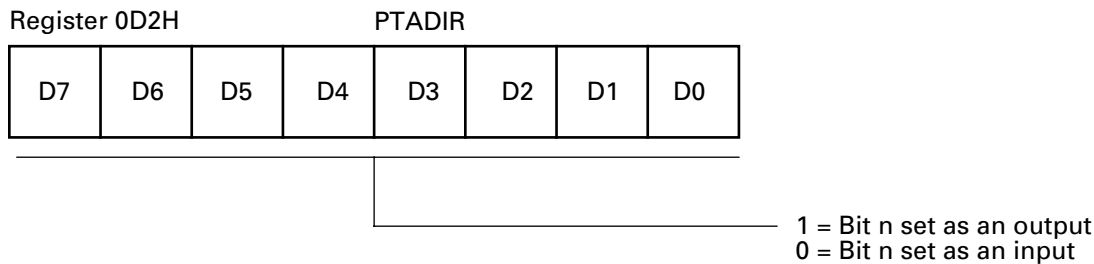 Register 0D2H PTADIR
D7 D6 D5 D4 D3 D2 D1 D0
1 = Bit n set as an output
0 = Bit n set as an input